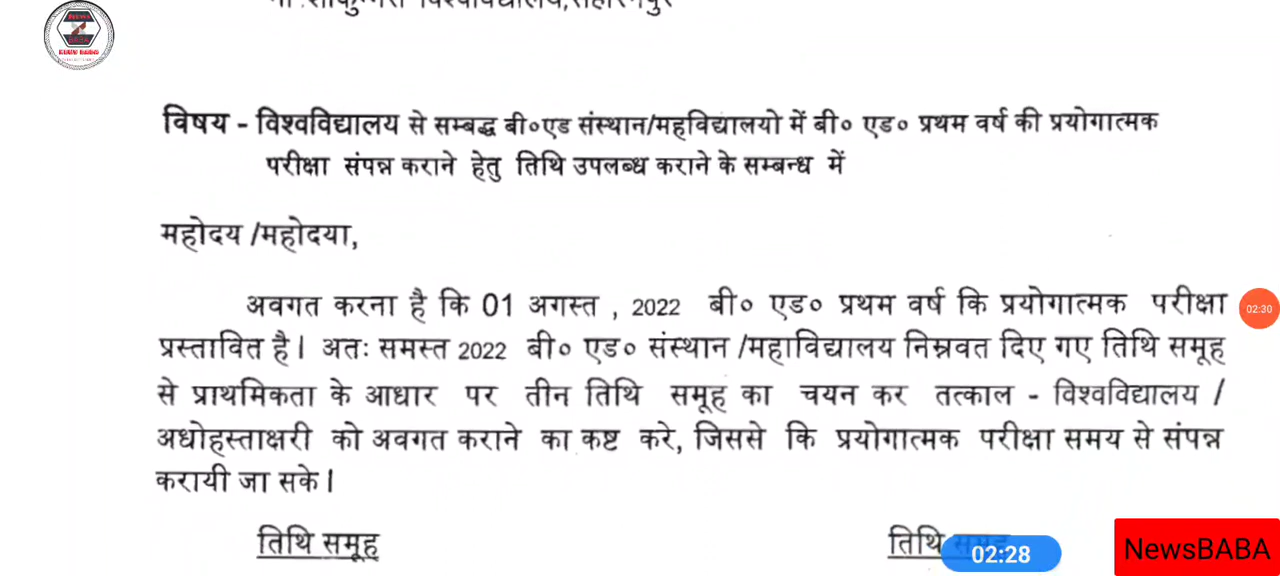 विश्वविद्यालय,सहारनपुर
विषय - विश्वविद्यालय से सम्बद्ध बी०एड संस्थान/महविद्यालयो में बी० एड० प्रथम वर्ष की प्रयोगात्मक
परीक्षा संपन्न कराने हेतु तिथि उपलब्ध कराने के सम्बन्ध में
महोदय /महोदया,
अवगत करना है कि 01 अगस्त , 2022 बी० एड० प्रथम वर्ष कि प्रयोगात्मक परीक्षा
02:30
प्रस्तावित है। अतः समस्त 2022 बी० एड० संस्थान /महाविद्यालय निम्नवत दिए गए तिथि समूह
से प्राथमिकता के आधार पर तीन तिथि समूह का चयन कर तत्काल - विश्वविद्यालय /
अधोहस्ताक्षरी को अवगत कराने का कष्ट करे, जिससे कि प्रयोगात्मक परीक्षा समय से संपन्न
करायी जा सके।
तिथि समूह तिथि
02:28
NewsBABA